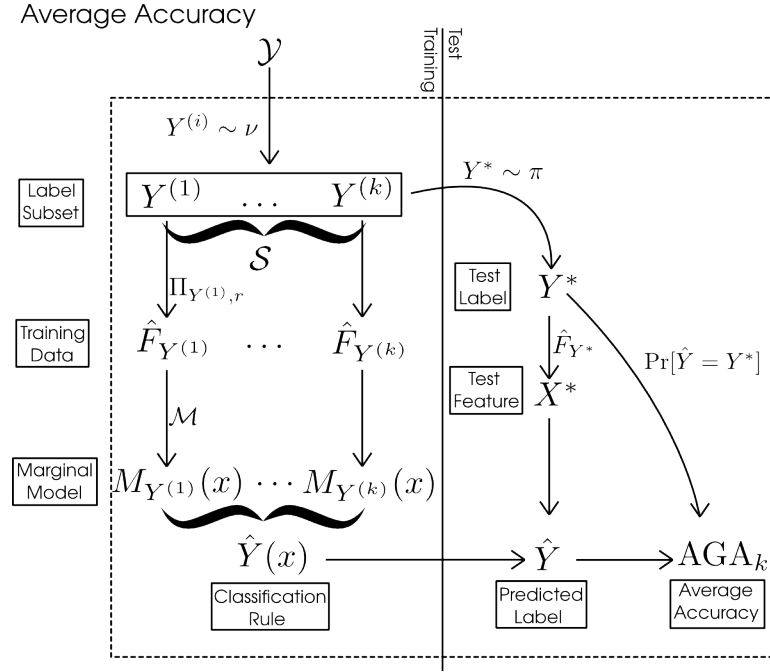 Average Accuracy
Training
Test
𝒴
Y^{(i)} ∼ ν
Label
Subset
Y^{(1)} ... Y^{(k)}
Y^* ∼ π
𝒮
Π_{Y^{(1)},r}
Test
Label
Y^*
Training
Data
F̂_{Y^{(1)}} ... F̂_{Y^{(k)}}
F̂_{Y^*}
Pr[Ŷ = Y^*]
Test
Feature
X^*
ℳ
Marginal
Model
M_{Y^{(1)}}(x) ··· M_{Y^{(k)}}(x)
Ŷ(x)
Ŷ
AGA_k
Classification
Rule
Predicted
Label
Average
Accuracy